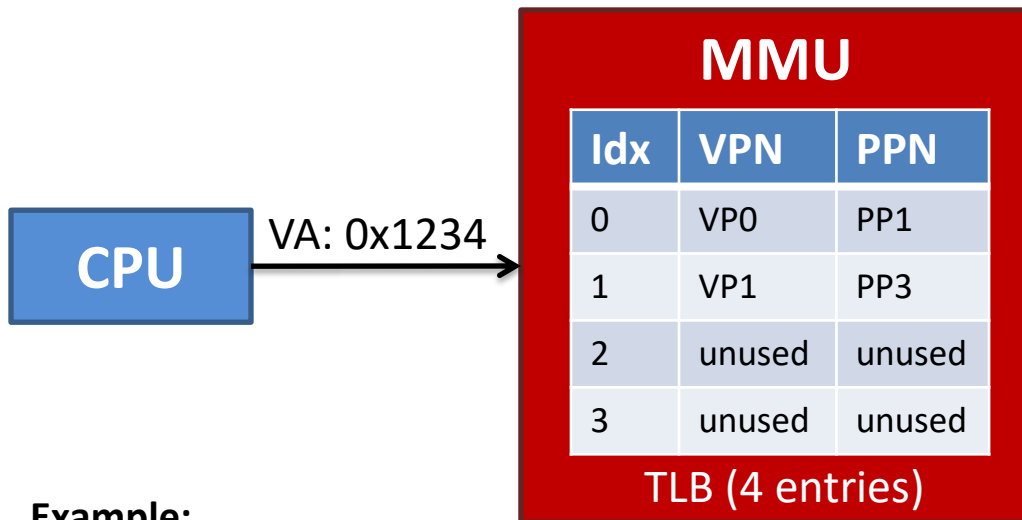 MMU
Idx VPN PPN
0 VP0 PP1
1 VP1 PP3
2 unused unused
3 unused unused
TLB (4 entries)
CPU
VA: 0x1234
Example: